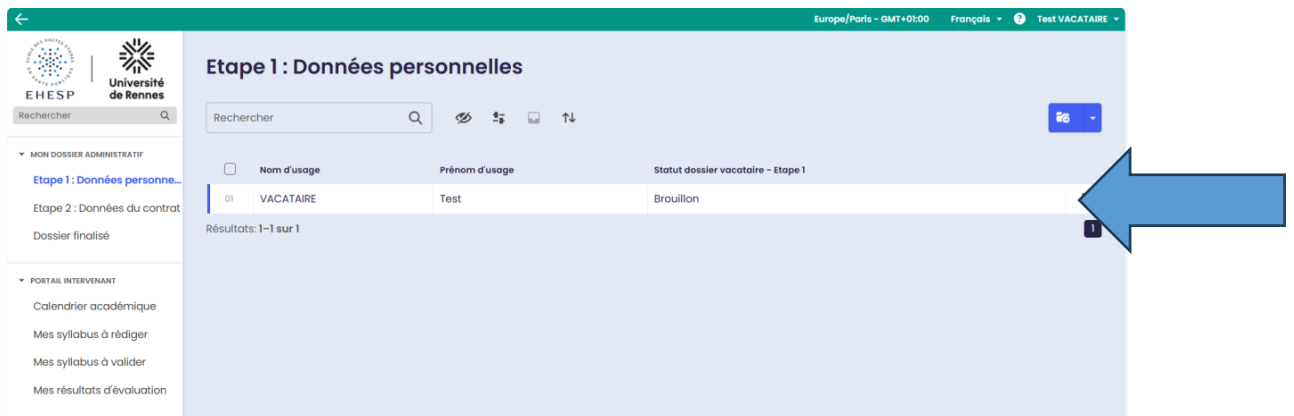 Europe/Paris - GMT+01:00 Français ? Test VACATAIRE
EHESP
Université
de Rennes
Rechercher
MON DOSSIER ADMINISTRATIF
Etape 1 : Données personne...
Etape 2 : Données du contrat
Dossier finalisé
PORTAIL INTERVENANT
Calendrier académique
Mes syllabus à rédiger
Mes syllabus à valider
Mes résultats d'évaluation
Etape 1 : Données personnelles
Rechercher
Nom d'usage Prénom d'usage Statut dossier vacataire - Etape 1
01 VACATAIRE Test Brouillon
Résultats: 1–1 sur 1
1